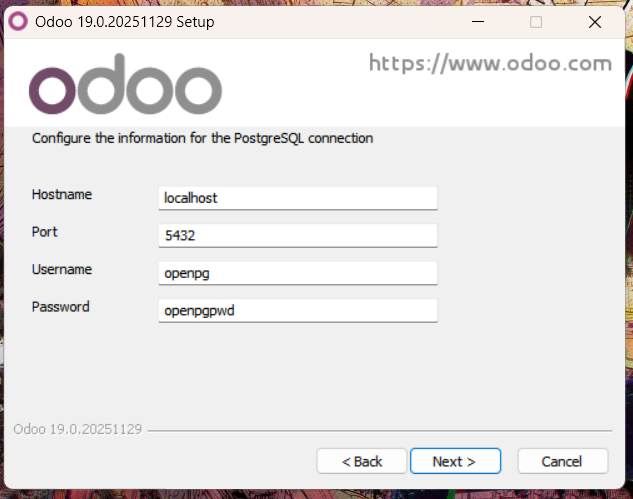 Odoo 19.0.20251129 Setup
odoo
https://www.odoo.com
Configure the information for the PostgreSQL connection
Hostname localhost
Port 5432
Username openpg
Password openpgpwd
Odoo 19.0.20251129
< Back Next > Cancel